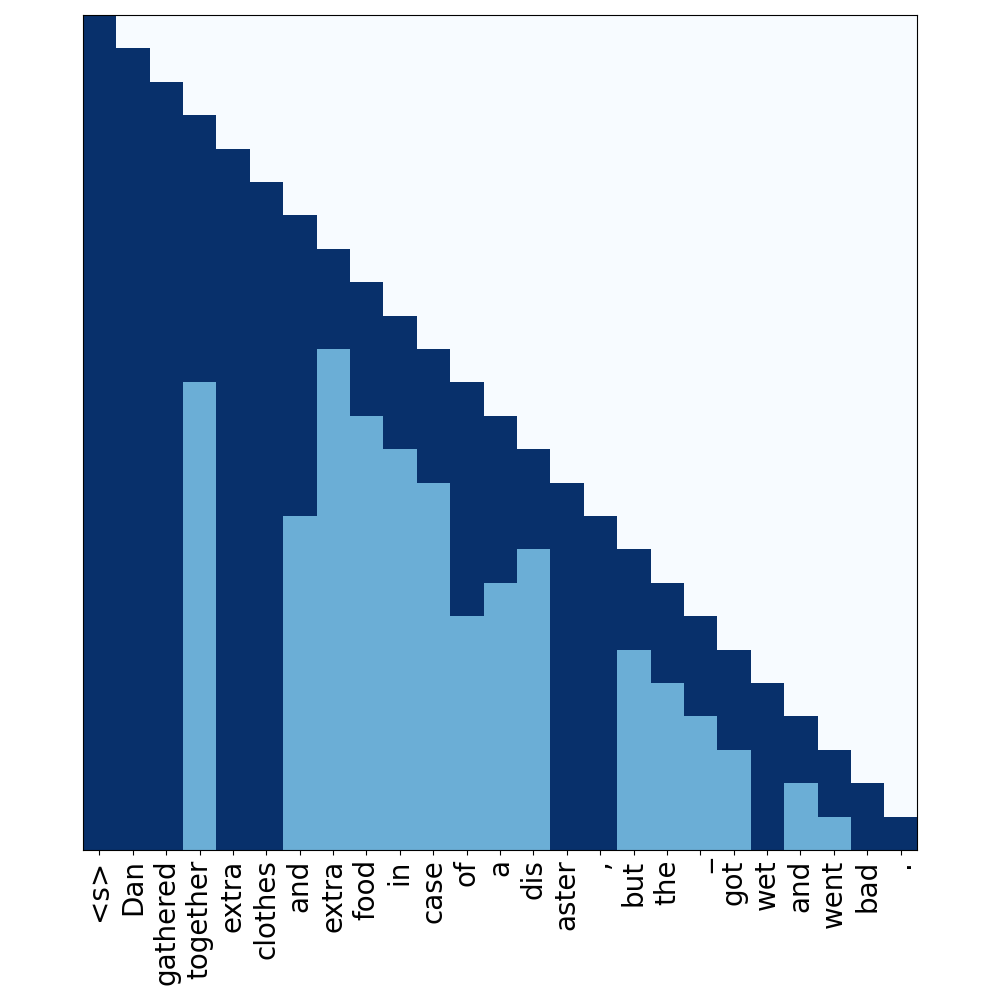 <s>
Dan
gathered
together
extra
clothes
and
extra
food
in
case
of
a
dis
aster
,
but
the
_
got
wet
and
went
bad
.